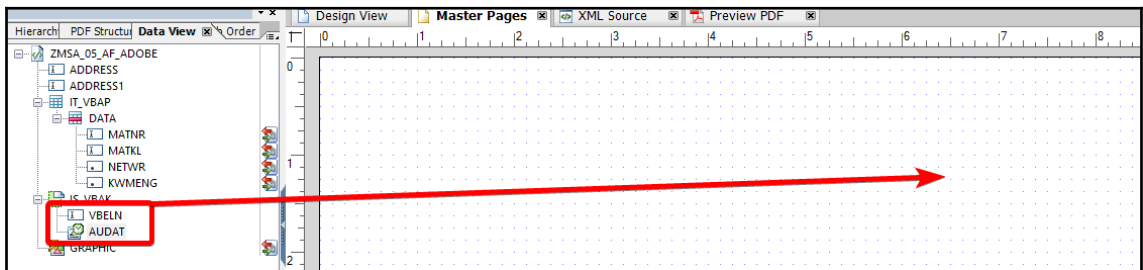 Design View Master Pages XML Source Preview PDF
Hierarch PDF Structu Data View Order
0 1 2 3 4 5 6 7 8
ZMSA_05_AF_ADOBE
0
ADDRESS
ADDRESS1
IT_VBAP
DATA
MATNR
MATKL
NETWR
1
KWMENG
IS_VBAK
VBELN
AUDAT
GRAPHIC
2